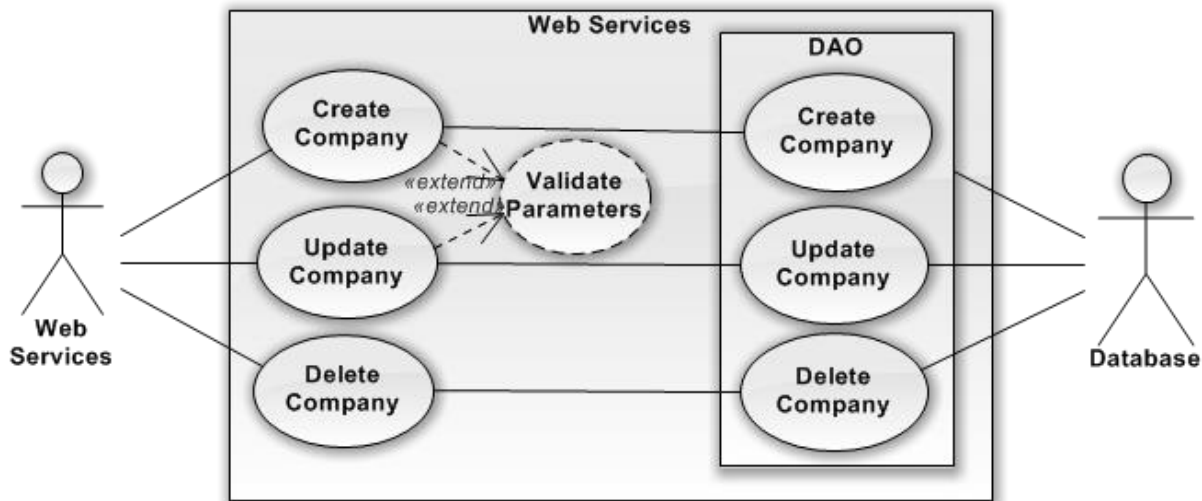 Web Services
DAO
Create
Company
Create
Company
«extend»
«extend»
Validate
Parameters
Update
Company
Update
Company
Web
Services
Database
Delete
Company
Delete
Company